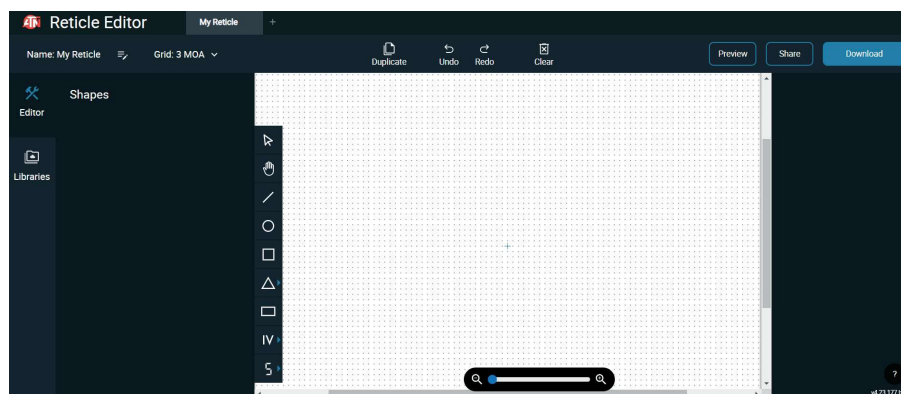 ATN Reticle Editor
My Reticle
+
Name: My Reticle
Grid: 3 MOA
Duplicate
Undo
Redo
Clear
Preview
Share
Download
Editor
Shapes
Libraries
IV
?